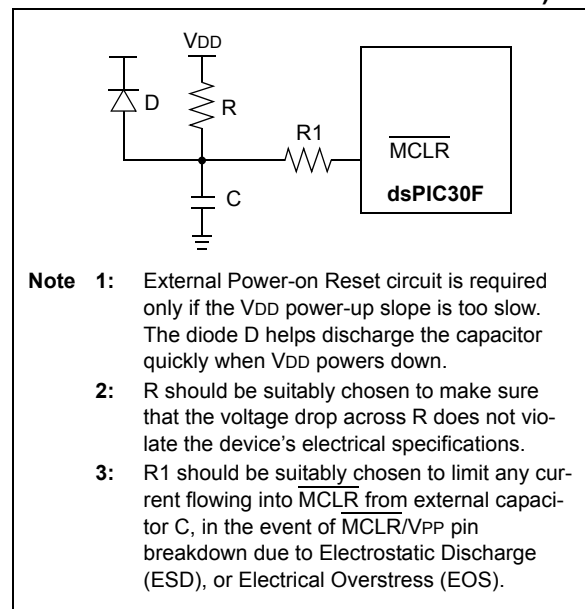 VDD
D
R
R1
MCLR
dsPIC30F
C
Note 1: External Power-on Reset circuit is required
only if the VDD power-up slope is too slow.
The diode D helps discharge the capacitor
quickly when VDD powers down.
2: R should be suitably chosen to make sure
that the voltage drop across R does not vio-
late the device's electrical specifications.
3: R1 should be suitably chosen to limit any cur-
rent flowing into MCLR from external capaci-
tor C, in the event of MCLR/VPP pin
breakdown due to Electrostatic Discharge
(ESD), or Electrical Overstress (EOS).